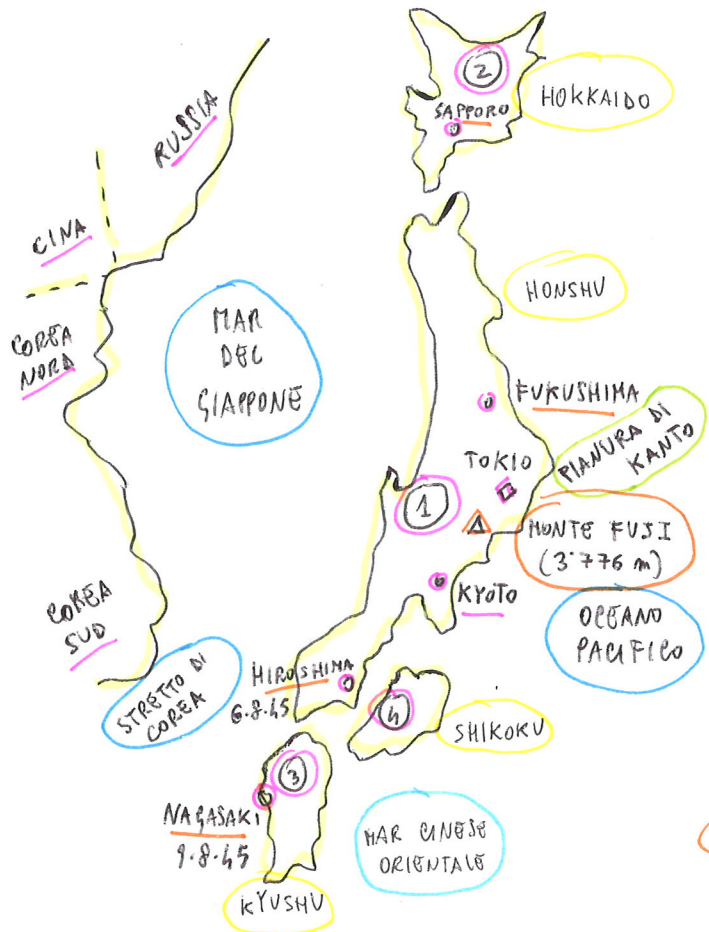 2
SAPPORO
HOKKAIDO
RUSSIA
CINA
COREA
NORD
MAR
DEL
GIAPPONE
HONSHU
FUKUSHIMA
PIANURA DI
KANTO
TOKIO
1
MONTE FUJI
(3'776 m)
KYOTO
OCEANO
PACIFICO
COREA
SUD
STRETTO DI
COREA
HIROSHIMA
6.8.45
4
SHIKOKU
3
NAGASAKI
9.8.45
MAR CINESE
ORIENTALE
KYUSHU